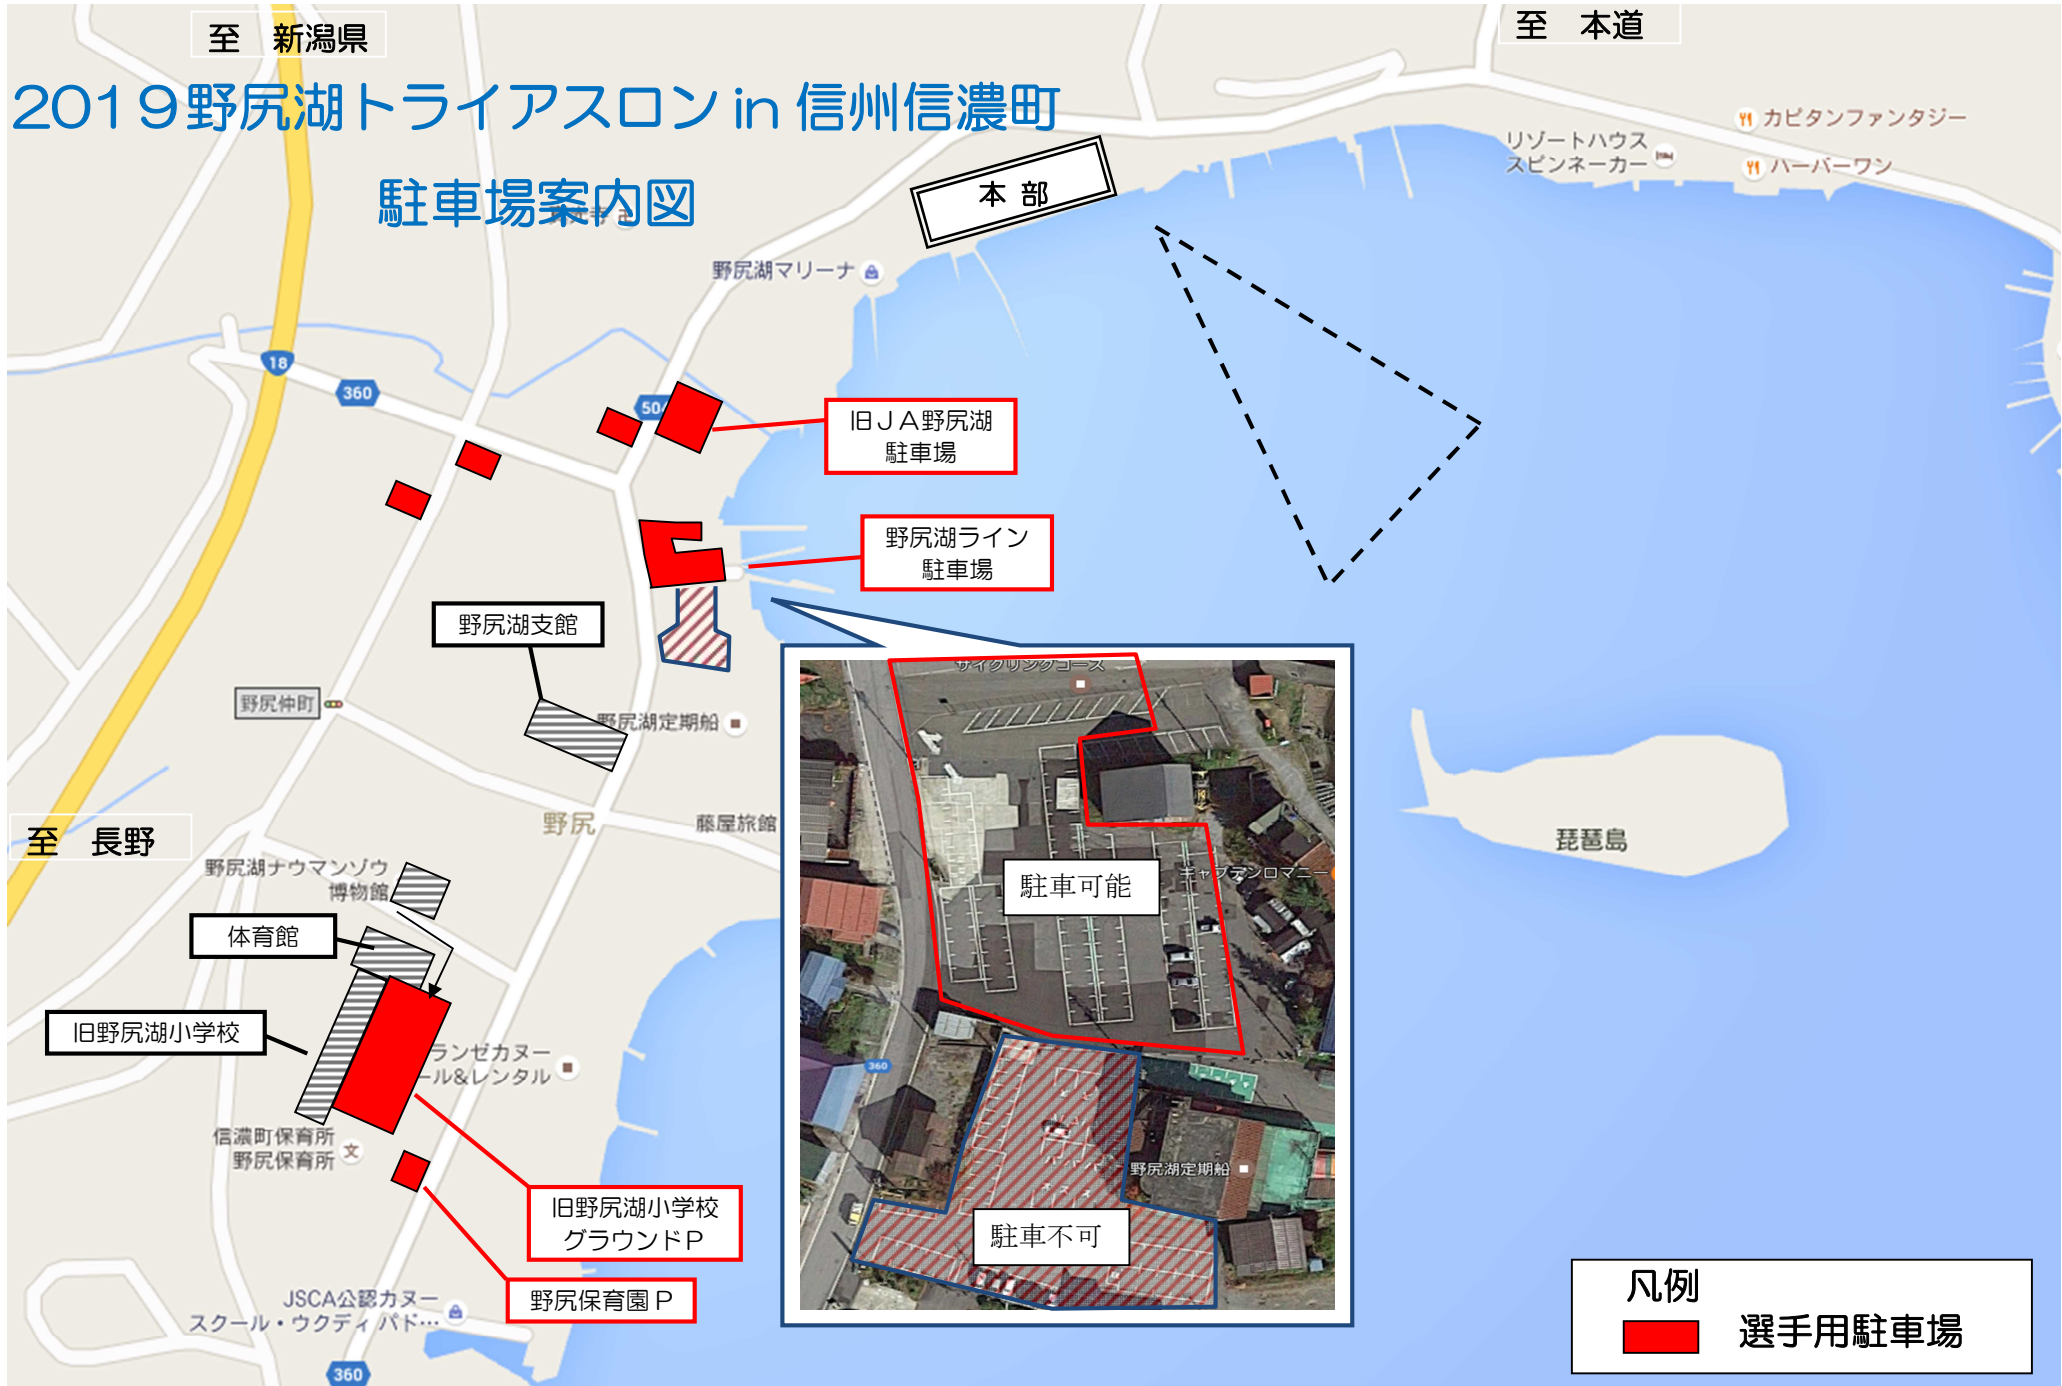 至 新潟県
至 本道
2019野尻湖トライアスロン in 信州信濃町
駐車場案内図
本 部
カピタンファンタジー
リゾートハウス
スピンネーカー
ハーバーワン
野尻湖マリーナ
18
360
504
旧ＪＡ野尻湖
駐車場
野尻湖ライン
駐車場
野尻湖支館
野尻仲町
野尻湖定期船
サイクリングコース
野尻
藤屋旅館
至 長野
野尻湖ナウマンゾウ
博物館
琵琶島
駐車可能
キャプテンロマニー
体育館
旧野尻湖小学校
ランゼカヌー
ール&レンタル
360
信濃町保育所
野尻保育所
文
野尻湖定期船
旧野尻湖小学校
グラウンドＰ
駐車不可
野尻保育園Ｐ
JSCA公認カヌー
スクール・ウクディ パド…
360
凡例
選手用駐車場